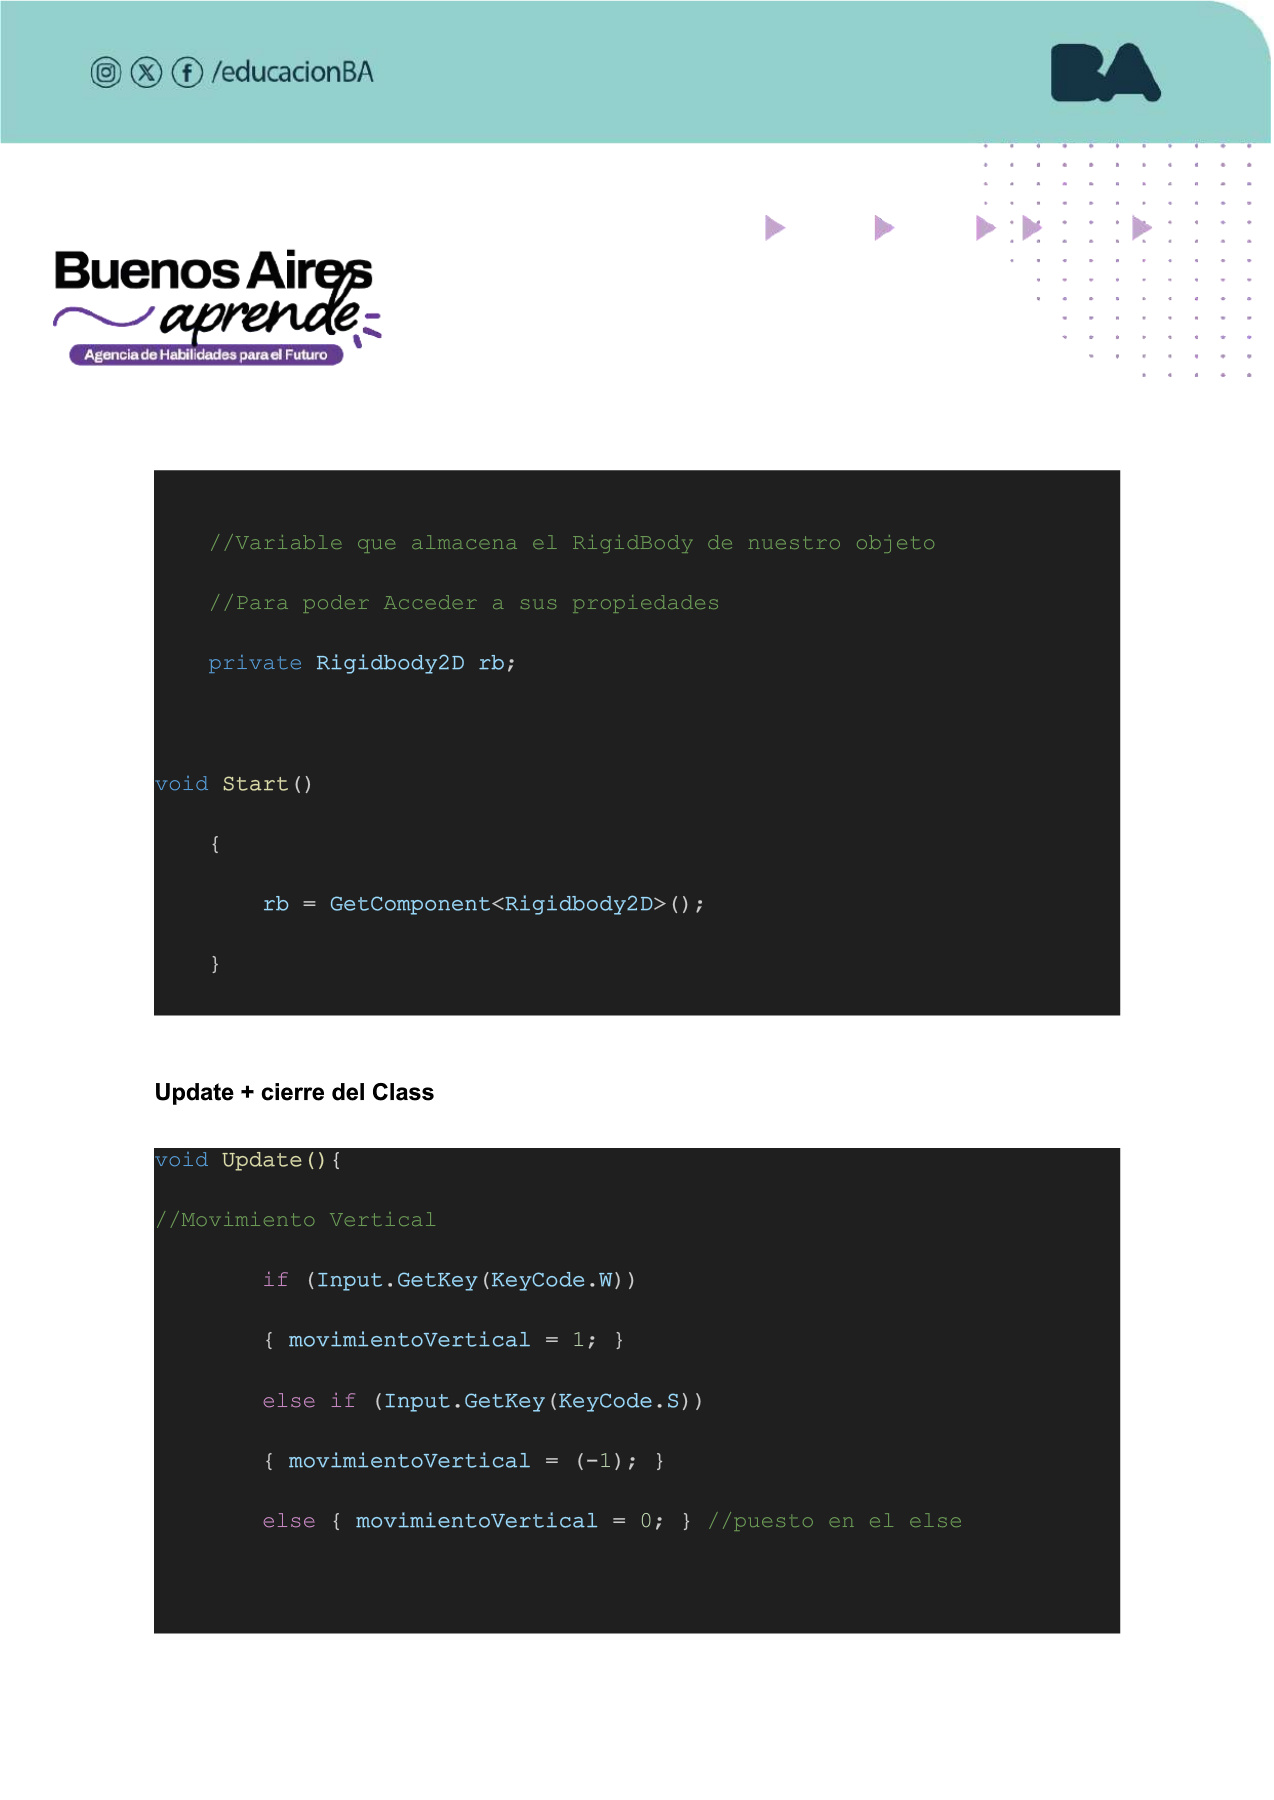 /educacionBA
BA
Buenos Aires
aprende
Agencia de Habilidades para el Futuro
//Variable que almacena el RigidBody de nuestro objeto
//Para poder Acceder a sus propiedades
private Rigidbody2D rb;
void Start()
{
rb = GetComponent<Rigidbody2D>();
}
Update + cierre del Class
void Update(){
//Movimiento Vertical
if (Input.GetKey(KeyCode.W))
{ movimientoVertical = 1; }
else if (Input.GetKey(KeyCode.S))
{ movimientoVertical = (-1); }
else { movimientoVertical = 0; } //puesto en el else